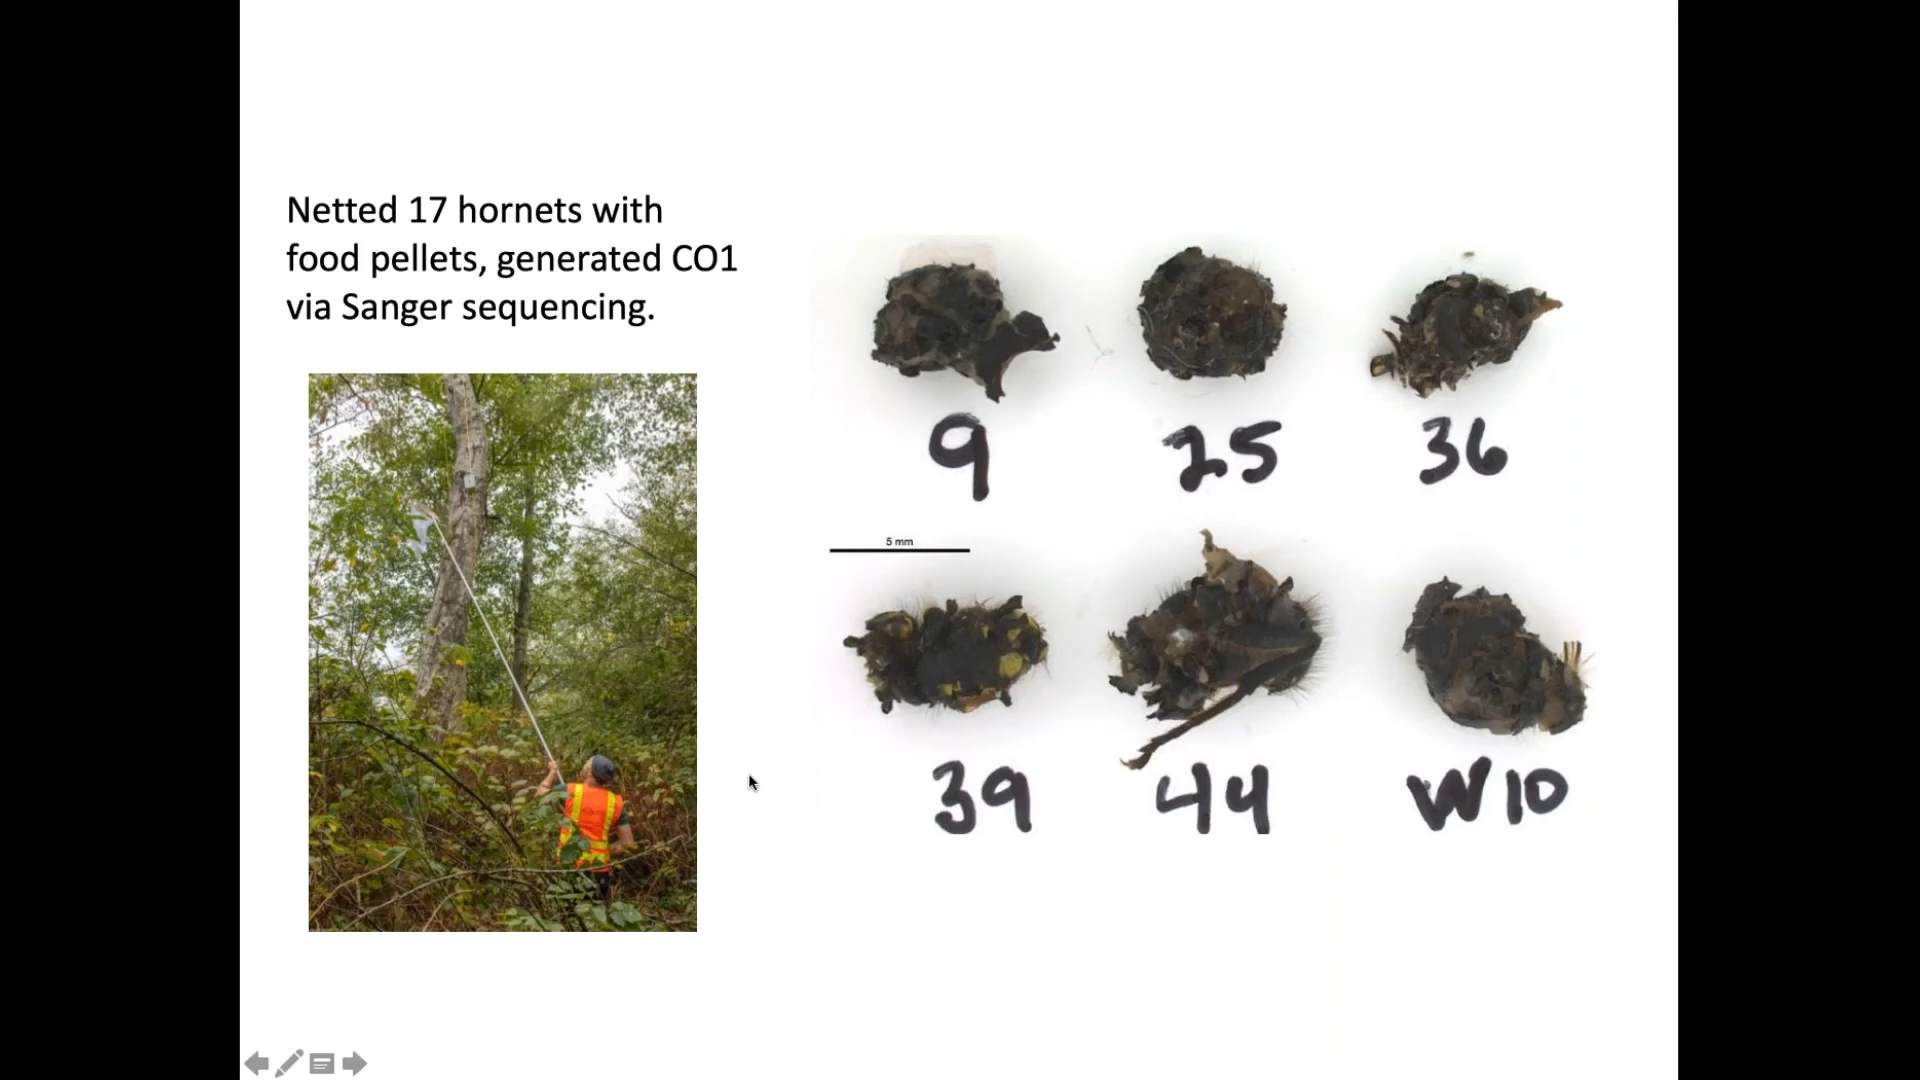 Netted 17 hornets with
food pellets, generated CO1
via Sanger sequencing.
9 25 36
5 mm
39 44 W10